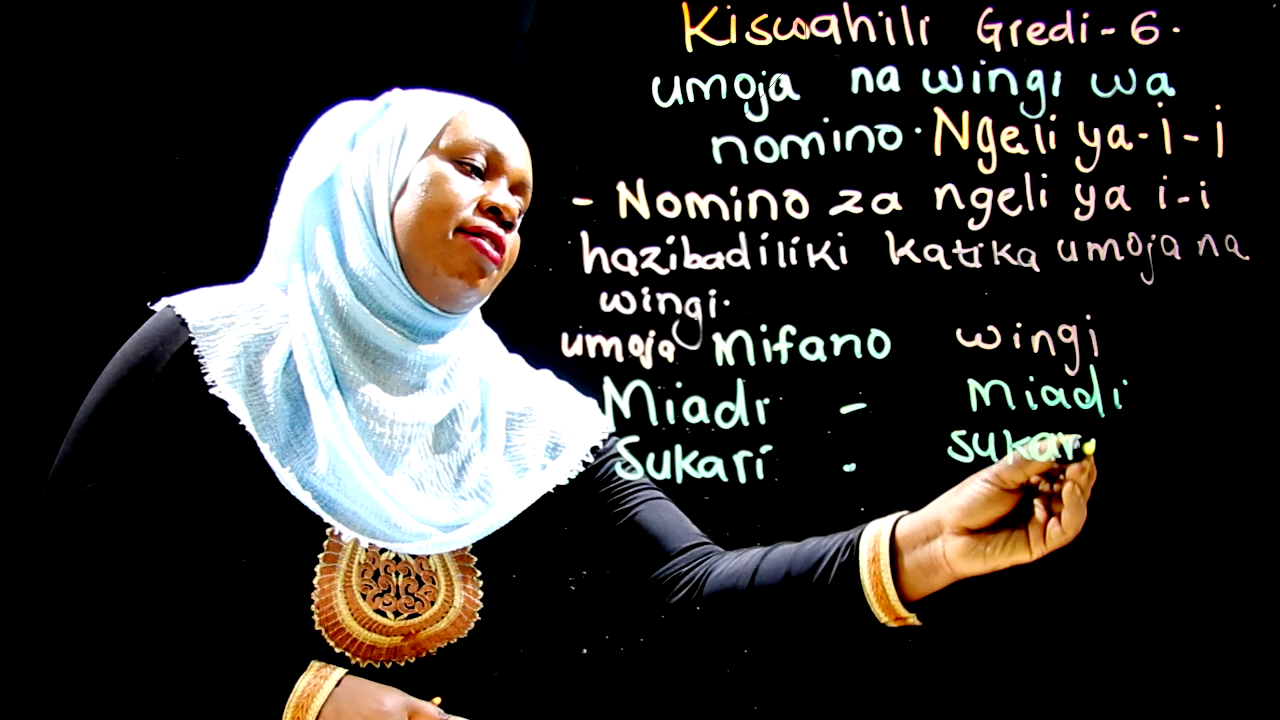 Kiswahili Gredi-6.
umoja na wingi wa
nomino. Ngeli ya-i-i
- Nomino za ngeli ya i-i
hazibadiliki katika umoja na
wingi.
umoja Mifano wingi
Miadi - Miadi
Sukari - sukari